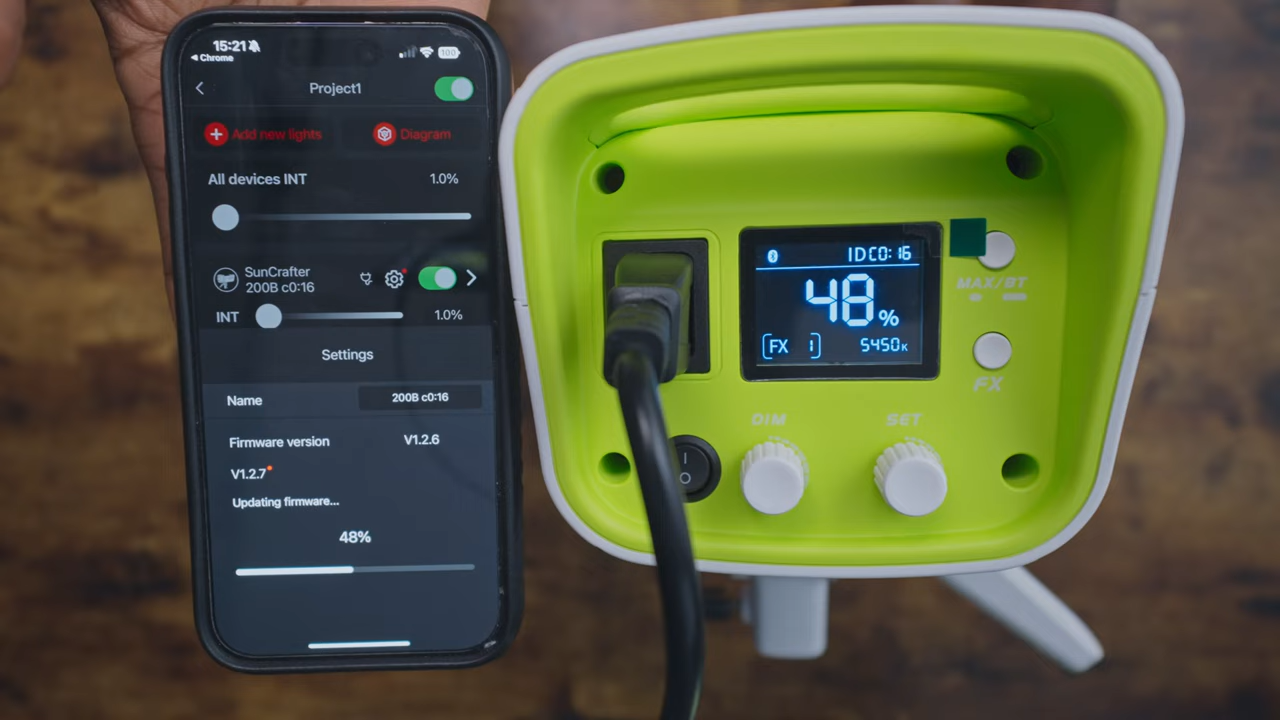 15:21
◀ Chrome
100
Project1
Add new lights
Diagram
All devices INT 1.0%
SunCrafter
200B c0:16
INT 1.0%
Settings
Name 200B c0:16
Firmware version V1.2.6
V1.2.7
Updating firmware...
48%
IDC0:16
48%
[FX 1]
5450K
MAX/BT
FX
DIM
SET
I
O